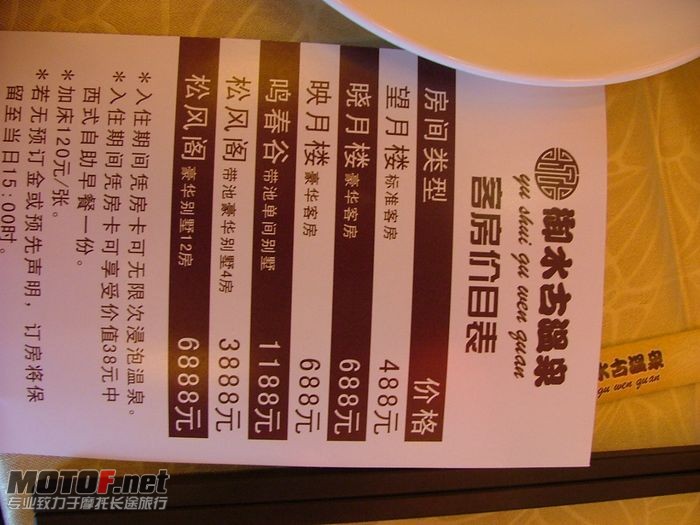 御水古温泉
yu shui gu wen quan
客房价目表
房间类型 价格
望月楼 标准客房 488元
晓月楼 豪华客房 688元
映月楼 豪华客房 688元
鸣春谷 带池单间别墅 1188元
松风阁 带池豪华别墅4房 3888元
松风阁 豪华别墅12房 6888元
*入住期间凭房卡可无限次浸泡温泉。
*入住期间凭房卡可享受价值38元中
西式自助早餐一份。
*加床120元/张。
*若无预订金或预先声明，订房将保
留至当日15:00时。
水古温泉
gu wen quan
MOTOF.net
专业致力于摩托长途旅行